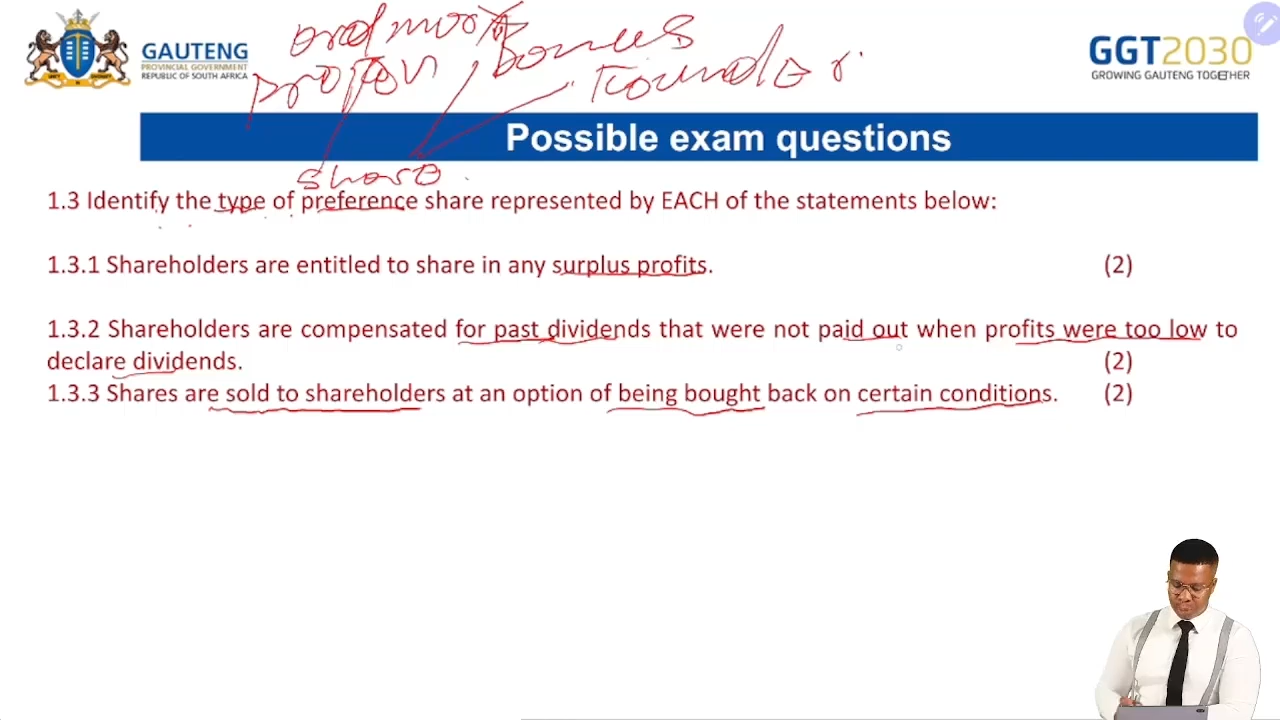 GAUTENG
PROVINCIAL GOVERNMENT
REPUBLIC OF SOUTH AFRICA
GGT2030
GROWING GAUTENG TOGETHER
bonus
Possible exam questions
share
1.3 Identify the type of preference share represented by EACH of the statements below:
1.3.1 Shareholders are entitled to share in any surplus profits. (2)
1.3.2 Shareholders are compensated for past dividends that were not paid out when profits were too low to
declare dividends. (2)
1.3.3 Shares are sold to shareholders at an option of being bought back on certain conditions. (2)